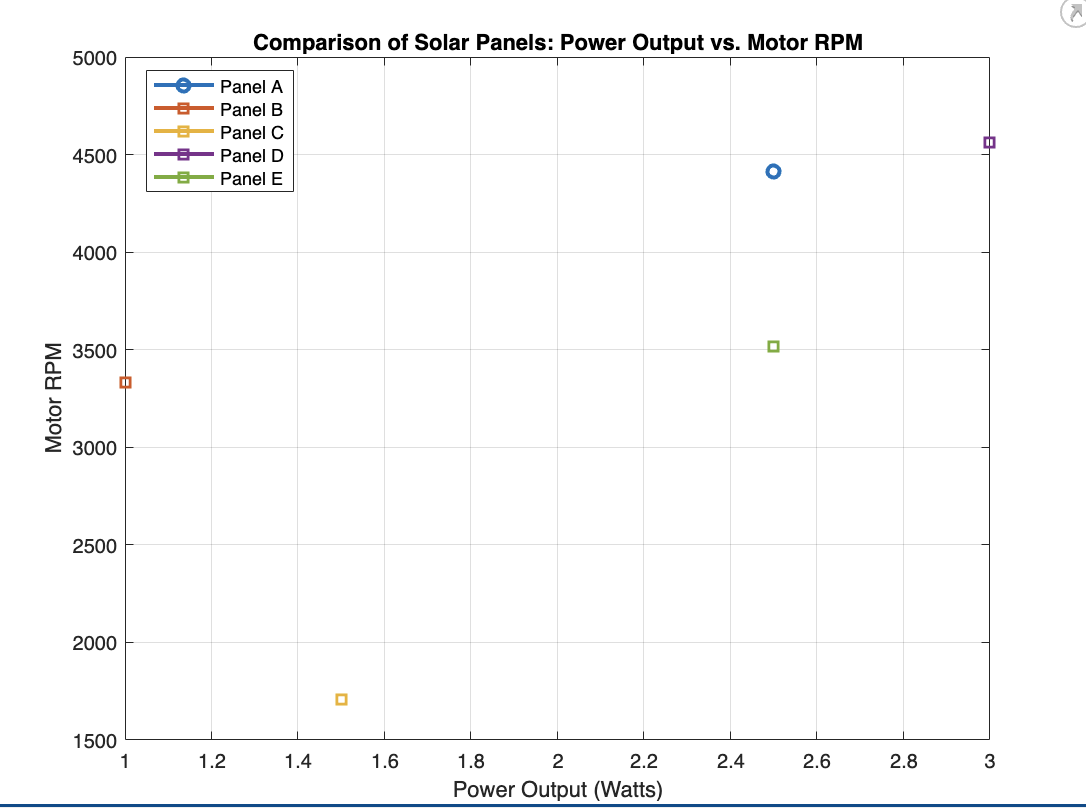 Comparison of Solar Panels: Power Output vs. Motor RPM
5000
Panel A
Panel B
Panel C
Panel D
Panel E
4500
4000
3500
3000
2500
2000
1500
Motor RPM
1 1.2 1.4 1.6 1.8 2 2.2 2.4 2.6 2.8 3
Power Output (Watts)